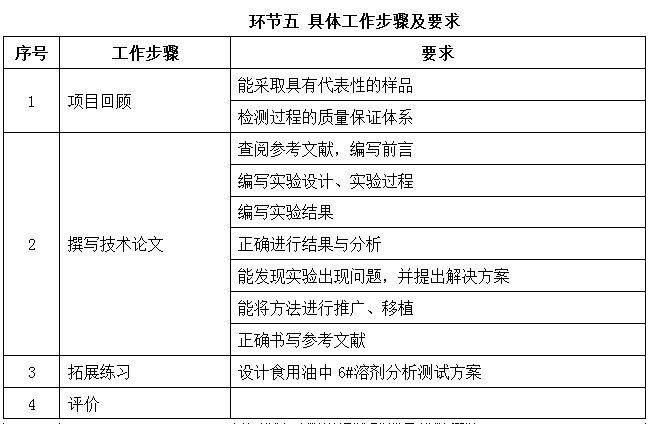 环节五 具体工作步骤及要求
序号 工作步骤 要求
1 项目回顾 能采取具有代表性的样品
检测过程的质量保证体系
2 撰写技术论文 查阅参考文献，编写前言
编写实验设计、实验过程
编写实验结果
正确进行结果与分析
能发现实验出现问题，并提出解决方案
能将方法进行推广、移植
正确书写参考文献
3 拓展练习 设计食用油中 6#溶剂分析测试方案
4 评价